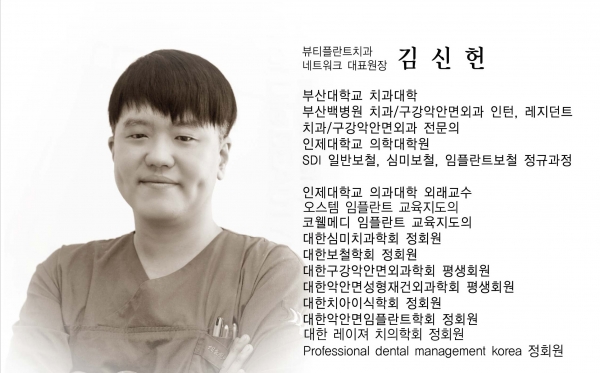 뷰티플란트치과
네트워크 대표원장 김신헌
부산대학교 치과대학
부산백병원 치과/구강악안면외과 인턴, 레지던트
치과/구강악안면외과 전문의
인제대학교 의학대학원
SDI 일반보철, 심미보철, 임플란트보철 정규과정
인제대학교 의과대학 외래교수
오스템 임플란트 교육지도의
코웰메디 임플란트 교육지도의
대한심미치과학회 정회원
대한보철학회 정회원
대한구강악안면외과학회 평생회원
대한악안면성형재건외과학회 평생회원
대한치아이식학회 정회원
대한악안면임플란트학회 정회원
대한 레이져 치의학회 정회원
Professional dental management korea 정회원